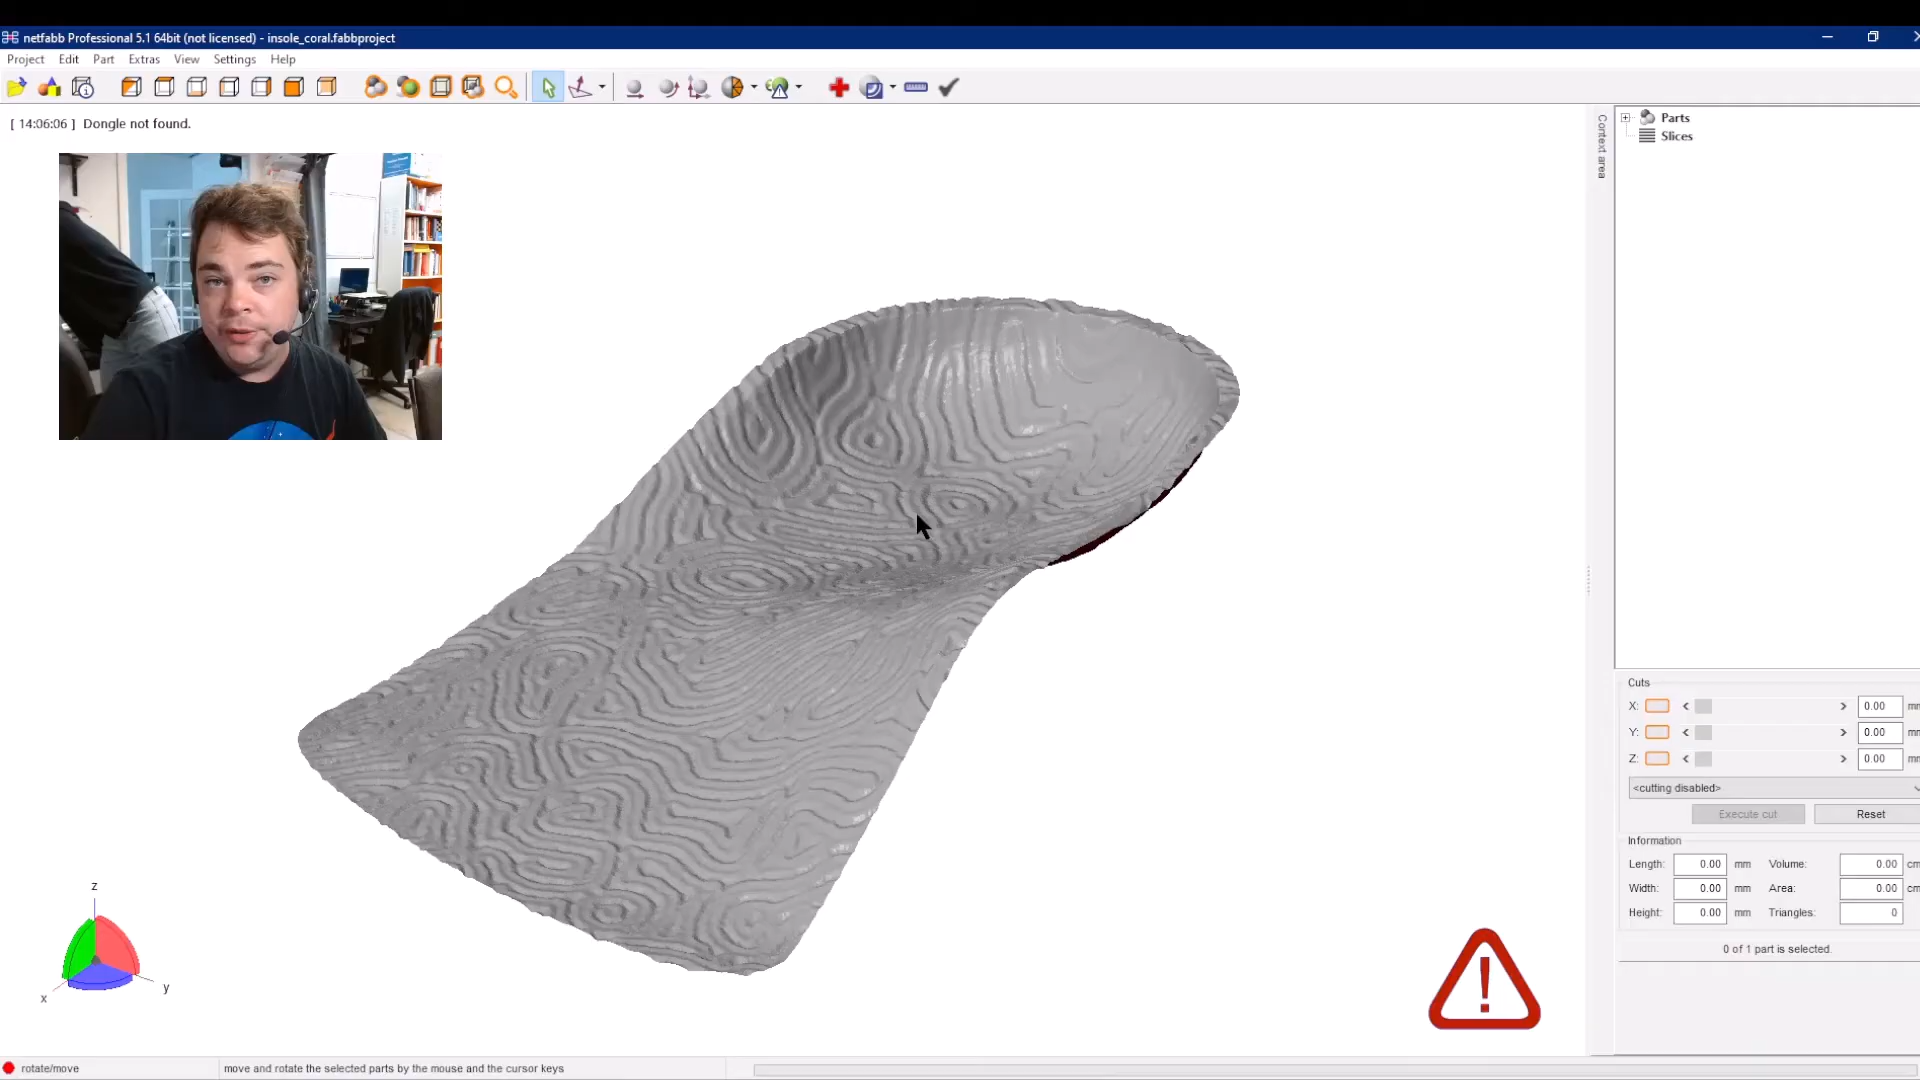 netfabb Professional 5.1 64bit (not licensed) - insole_coral.fabbproject
Project Edit Part Extras View Settings Help
[ 14:06:06 ] Dongle not found.
Context area
Parts
Slices
Cuts
X: < > 0.00 mm
Y: < > 0.00 mm
Z: < > 0.00 mm
<cutting disabled>
Execute cut Reset
Information
Length: 0.00 mm Volume: 0.00
Width: 0.00 mm Area: 0.00
Height: 0.00 mm Triangles: 0
0 of 1 part is selected.
z
x
y
rotate/move move and rotate the selected parts by the mouse and the cursor keys